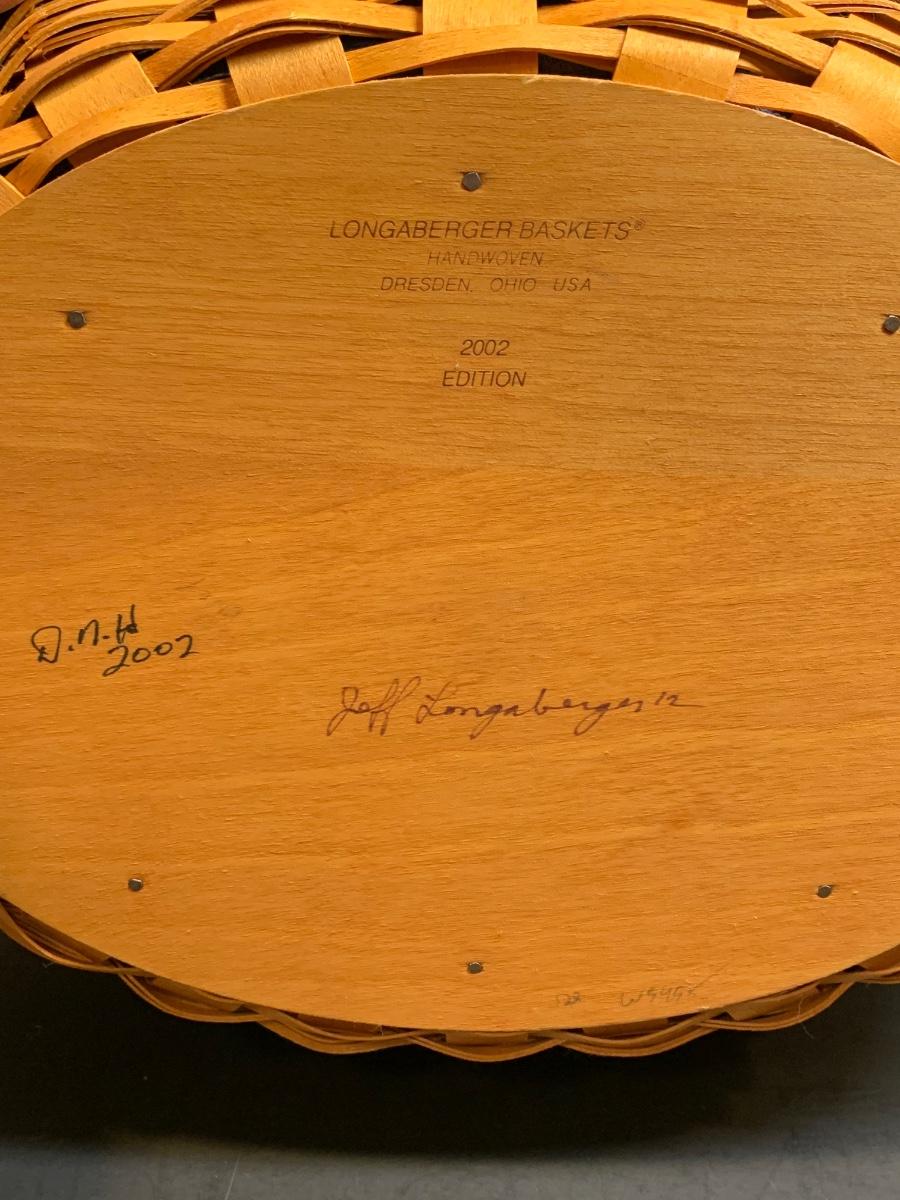 LONGABERGER BASKETS®
HANDWOVEN
DRESDEN, OHIO USA
2002
EDITION
D.M.H
2002
Jeff Longaberger 12